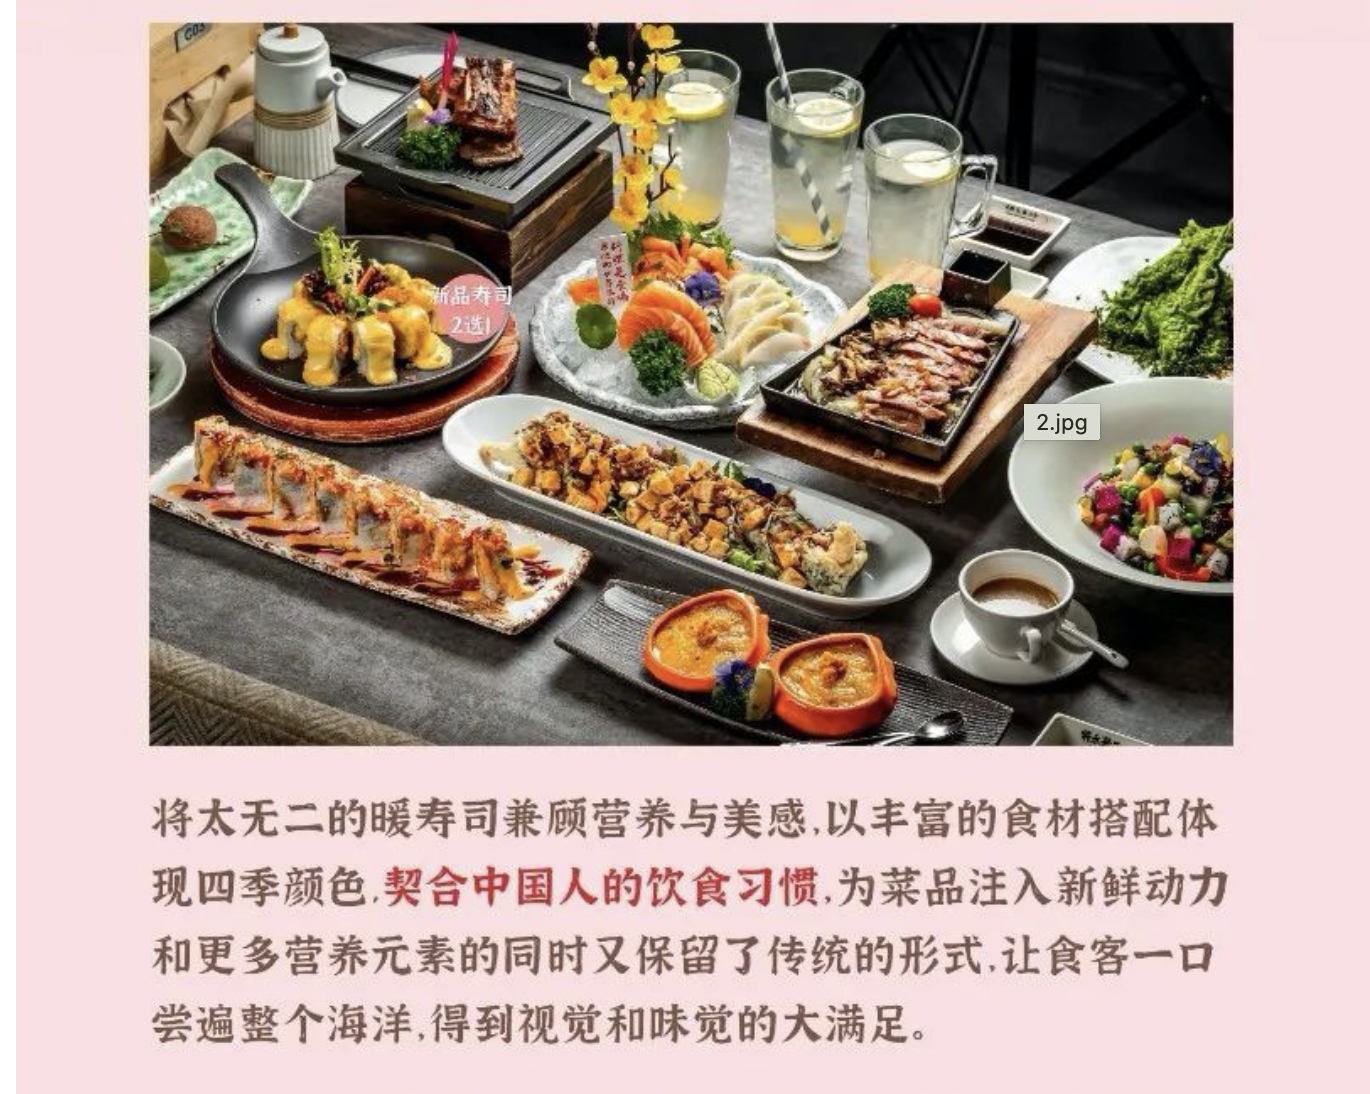 G03
新品寿司
2选1
2.jpg
将太无二的暖寿司兼顾营养与美感,以丰富的食材搭配体
现四季颜色,契合中国人的饮食习惯,为菜品注入新鲜动力
和更多营养元素的同时又保留了传统的形式,让食客一口
尝遍整个海洋,得到视觉和味觉的大满足。